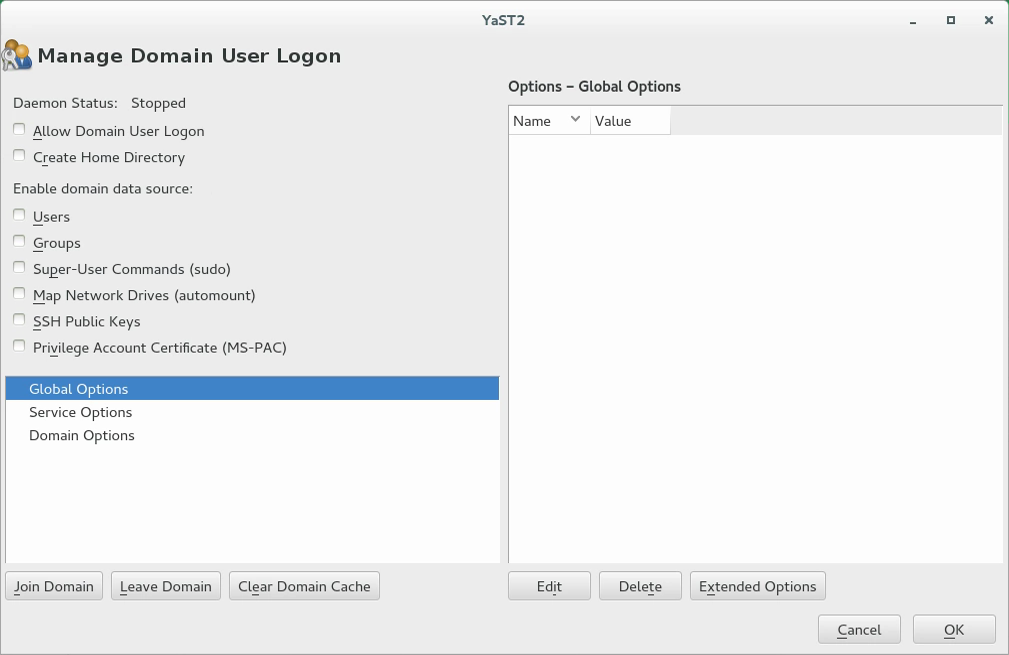 YaST2
Manage Domain User Logon
Daemon Status: Stopped
Allow Domain User Logon
Create Home Directory
Enable domain data source:
Users
Groups
Super-User Commands (sudo)
Map Network Drives (automount)
SSH Public Keys
Privilege Account Certificate (MS-PAC)
Global Options
Service Options
Domain Options
Join Domain Leave Domain Clear Domain Cache
Options - Global Options
Name Value
Edit Delete Extended Options
Cancel OK